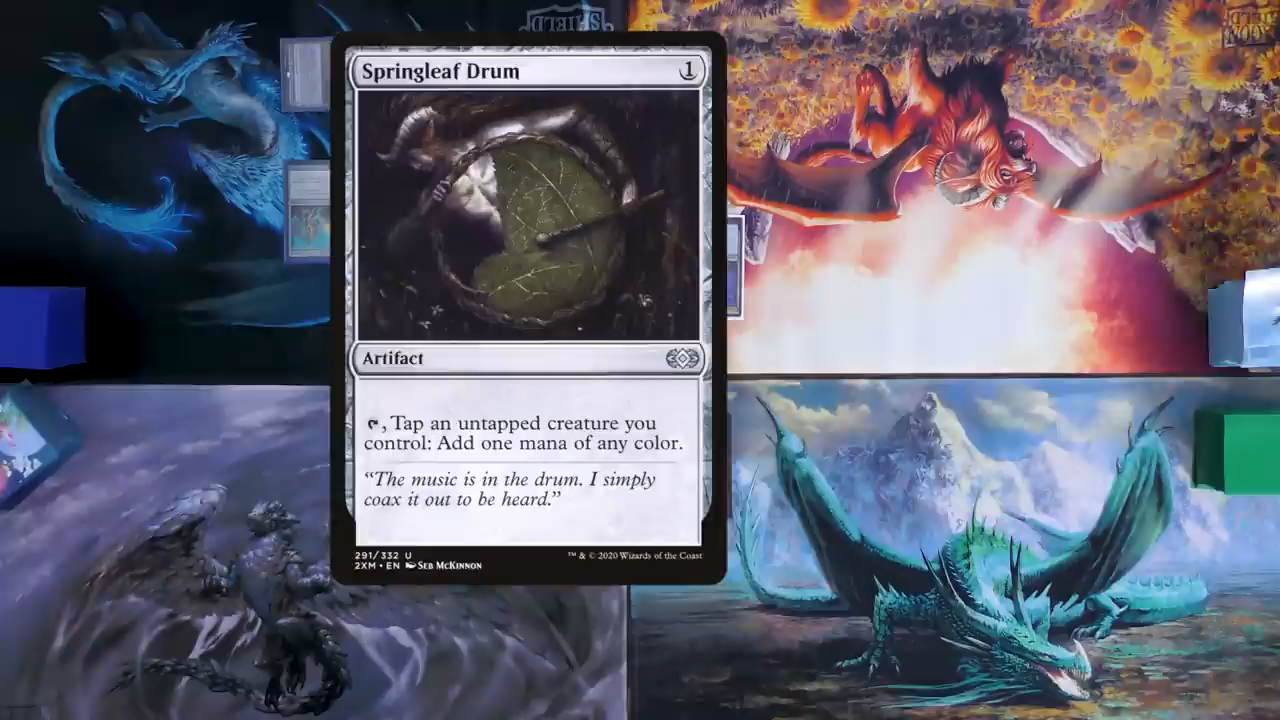 SHIELD
Springleaf Drum 1
Artifact
,Tap an untapped creature you
control: Add one mana of any color.
“The music is in the drum. I simply
coax it out to be heard.”
291/332 U
2XM • EN Seb McKinnon
™ & © 2020 Wizards of the Coast